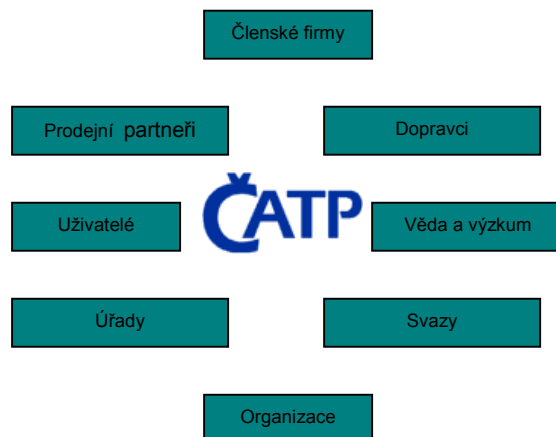 Členské firmy
Prodejní partneři
Dopravci
Uživatelé
ČATP
Věda a výzkum
Úřady
Svazy
Organizace